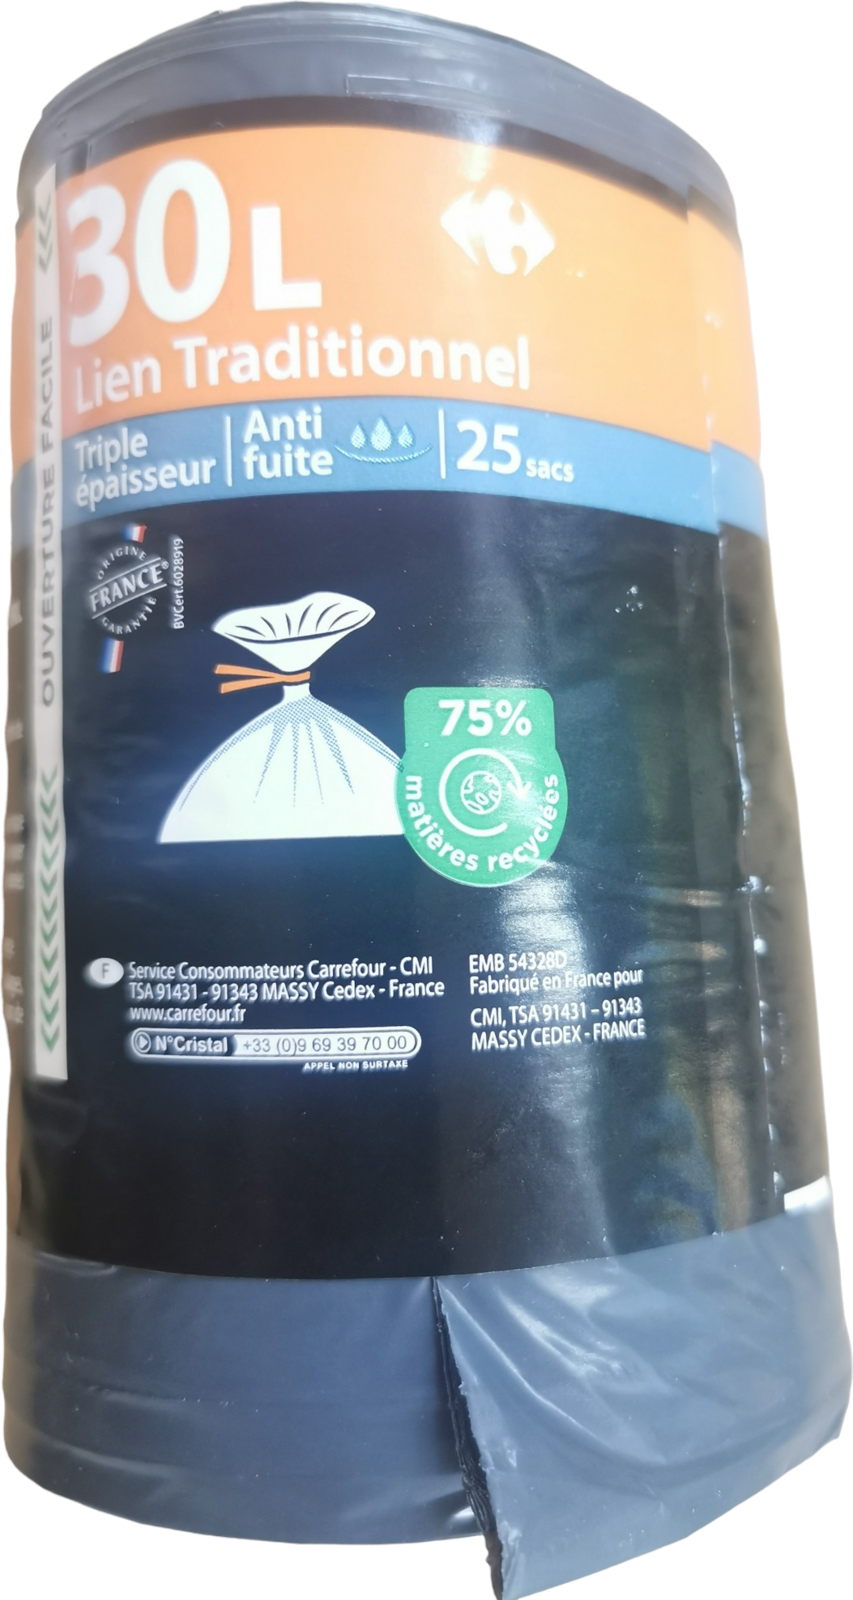 30L
Lien Traditionnel
Triple
épaisseur
Anti
fuite
25 sacs
OUVERTURE FACILE
ORIGINE
FRANCE®
GARANTIE
BVCert.6028919
75%
matières recyclées
F
Service Consommateurs Carrefour - CMI
TSA 91431 - 91343 MASSY Cedex - France
www.carrefour.fr
N°Cristal +33 (0)9 69 39 70 00
APPEL NON SURTAXE
EMB 54328D
Fabriqué en France pour
CMI, TSA 91431 – 91343
MASSY CEDEX - FRANCE